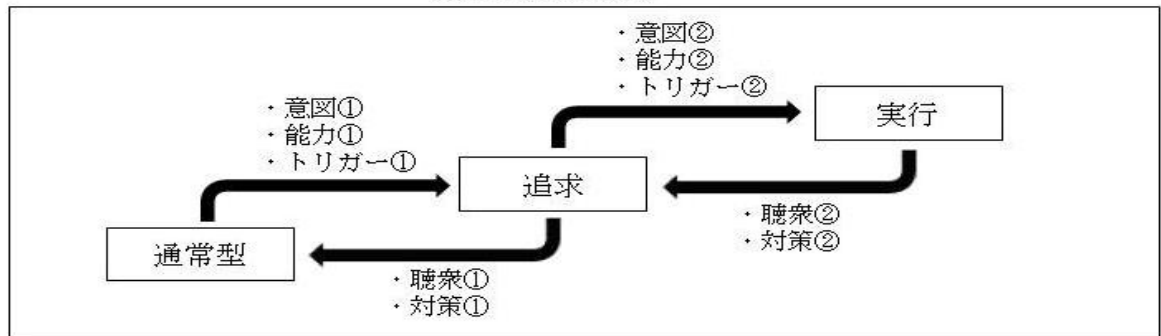 ・意図②
・能力②
・トリガー②
実行
・意図①
・能力①
・トリガー①
追求
・聴衆②
・対策②
通常型
・聴衆①
・対策①